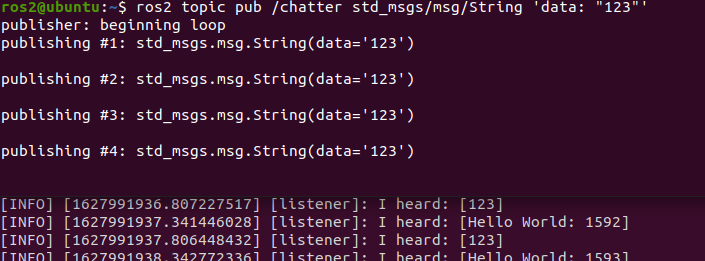 ros2@ubuntu:~$ ros2 topic pub /chatter std_msgs/msg/String 'data: "123"'
publisher: beginning loop
publishing #1: std_msgs.msg.String(data='123')
publishing #2: std_msgs.msg.String(data='123')
publishing #3: std_msgs.msg.String(data='123')
publishing #4: std_msgs.msg.String(data='123')
[INFO] [1627991936.807227517] [listener]: I heard: [123]
[INFO] [1627991937.341446028] [listener]: I heard: [Hello World: 1592]
[INFO] [1627991937.806448432] [listener]: I heard: [123]
[INFO] [1627991938.342772336] [listener]: I heard: [Hello World: 1593]